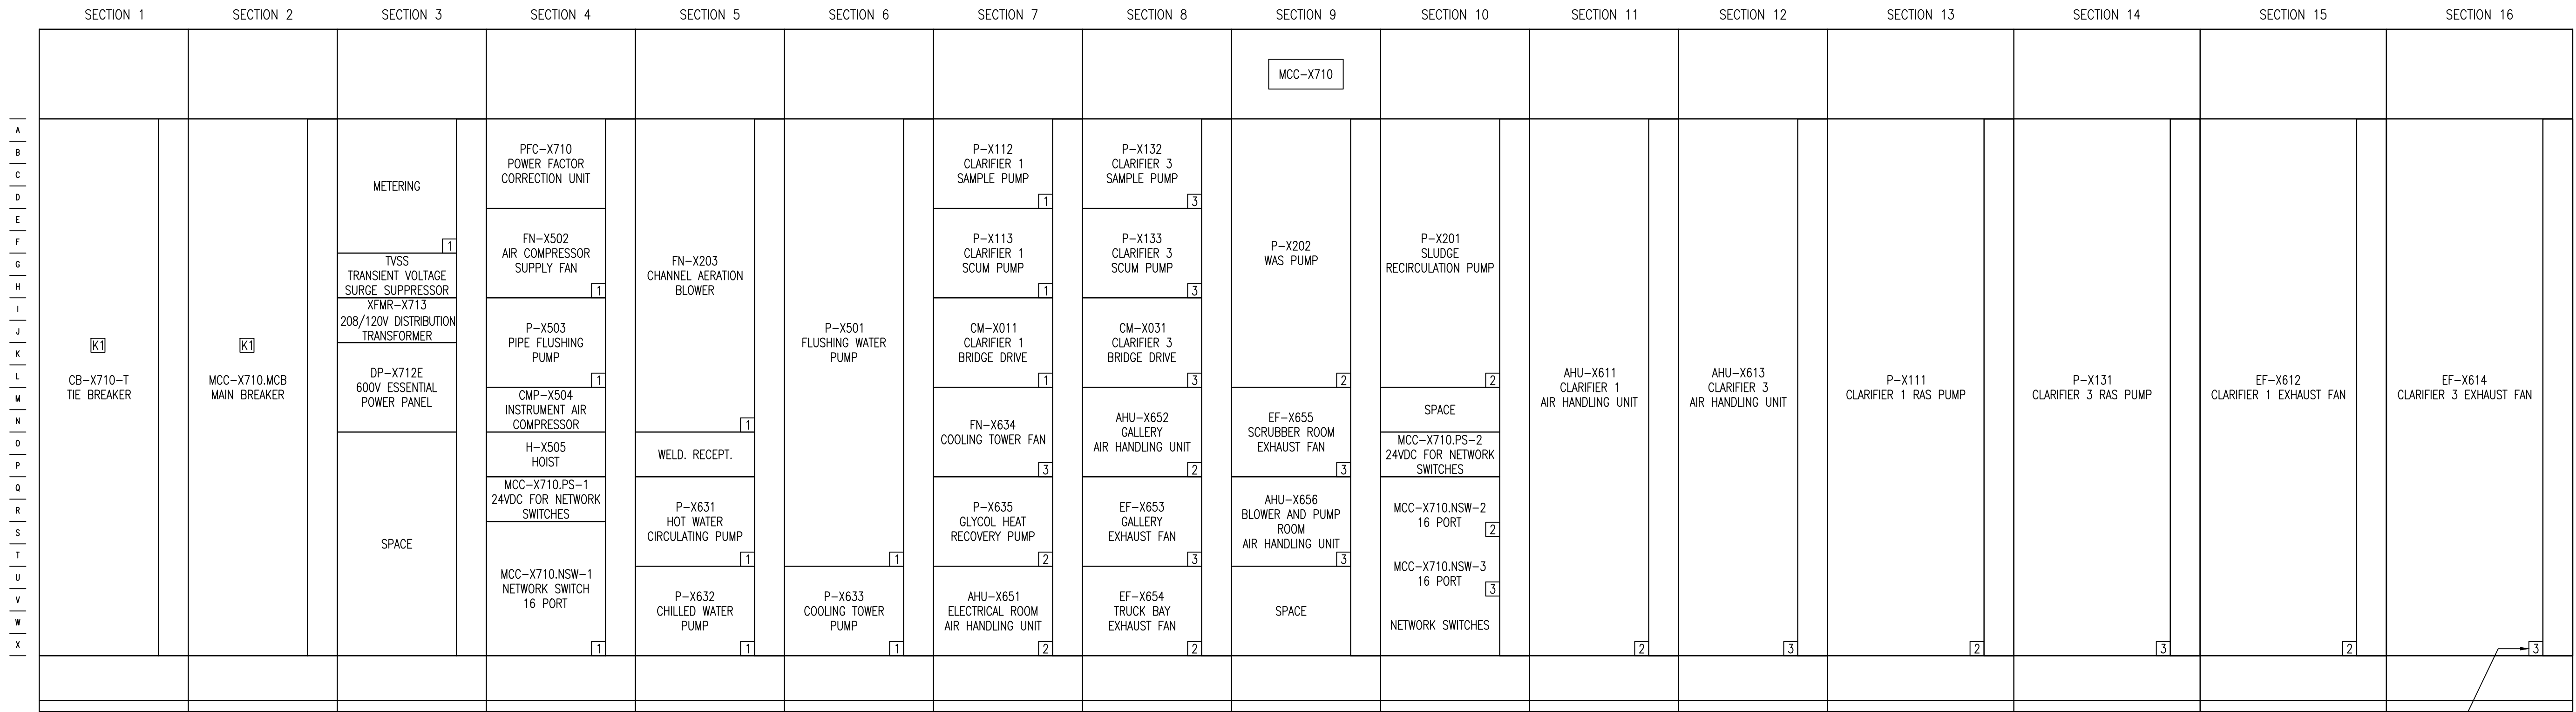 SECTION 1
SECTION 2
SECTION 3
SECTION 4
SECTION 5
SECTION 6
SECTION 7
SECTION 8
SECTION 9
SECTION 10
SECTION 11
SECTION 12
SECTION 13
SECTION 14
SECTION 15
SECTION 16
MCC-X710
A
B
C
D
E
F
G
H
I
J
K
L
M
N
O
P
Q
R
S
T
U
V
W
X
K1
CB-X710-T
TIE BREAKER
K1
MCC-X710.MCB
MAIN BREAKER
METERING
1
TVSS
TRANSIENT VOLTAGE
SURGE SUPPRESSOR
XFMR-X713
208/120V DISTRIBUTION
TRANSFORMER
DP-X712E
600V ESSENTIAL
POWER PANEL
SPACE
PFC-X710
POWER FACTOR
CORRECTION UNIT
FN-X502
AIR COMPRESSOR
SUPPLY FAN
1
P-X503
PIPE FLUSHING
PUMP
1
CMP-X504
INSTRUMENT AIR
COMPRESSOR
H-X505
HOIST
MCC-X710.PS-1
24VDC FOR NETWORK
SWITCHES
MCC-X710.NSW-1
NETWORK SWITCH
16 PORT
1
FN-X203
CHANNEL AERATION
BLOWER
1
WELD. RECEPT.
P-X631
HOT WATER
CIRCULATING PUMP
1
P-X632
CHILLED WATER
PUMP
1
P-X501
FLUSHING WATER
PUMP
1
P-X633
COOLING TOWER
PUMP
1
P-X112
CLARIFIER 1
SAMPLE PUMP
1
P-X113
CLARIFIER 1
SCUM PUMP
1
CM-X011
CLARIFIER 1
BRIDGE DRIVE
1
FN-X634
COOLING TOWER FAN
3
P-X635
GLYCOL HEAT
RECOVERY PUMP
2
AHU-X651
ELECTRICAL ROOM
AIR HANDLING UNIT
2
P-X132
CLARIFIER 3
SAMPLE PUMP
3
P-X133
CLARIFIER 3
SCUM PUMP
3
CM-X031
CLARIFIER 3
BRIDGE DRIVE
3
AHU-X652
GALLERY
AIR HANDLING UNIT
2
EF-X653
GALLERY
EXHAUST FAN
3
EF-X654
TRUCK BAY
EXHAUST FAN
2
P-X202
WAS PUMP
2
EF-X655
SCRUBBER ROOM
EXHAUST FAN
3
AHU-X656
BLOWER AND PUMP
ROOM
AIR HANDLING UNIT
3
SPACE
P-X201
SLUDGE
RECIRCULATION PUMP
2
SPACE
MCC-X710.PS-2
24VDC FOR NETWORK
SWITCHES
MCC-X710.NSW-2
16 PORT
2
MCC-X710.NSW-3
16 PORT
3
NETWORK SWITCHES
AHU-X611
CLARIFIER 1
AIR HANDLING UNIT
2
AHU-X613
CLARIFIER 3
AIR HANDLING UNIT
3
P-X111
CLARIFIER 1 RAS PUMP
2
P-X131
CLARIFIER 3 RAS PUMP
3
EF-X612
CLARIFIER 1 EXHAUST FAN
2
EF-X614
CLARIFIER 3 EXHAUST FAN
3